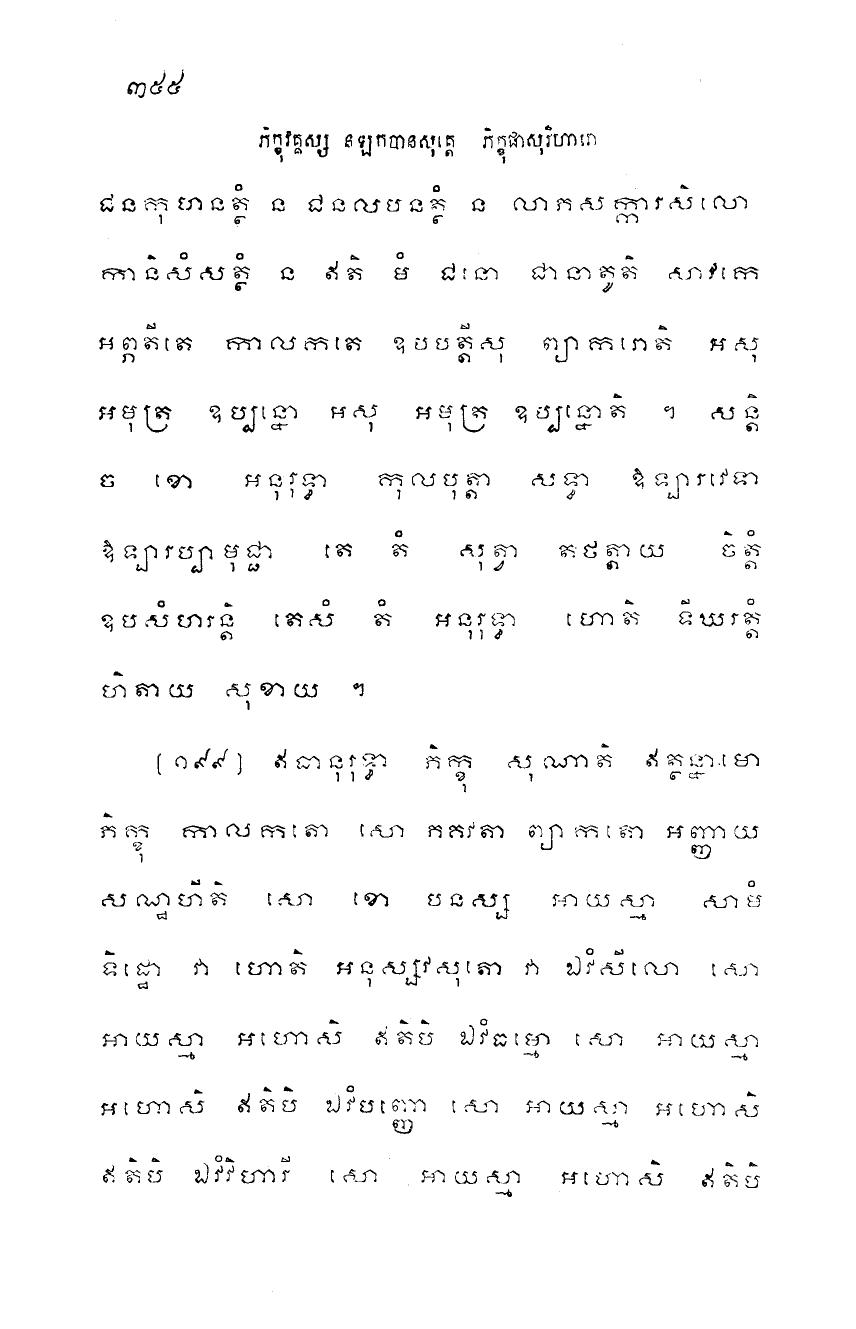 ៣៥៥
ភិក្ខុវគ្គស្ស នឡកបានសុត្តេ ភិក្ខុផាសុវិហារោ
ជនកុហនត្ថំ ន ជនលបនត្ថំ ន លាភសក្ការសិលោ
កានិសំសត្ថំ ន ឥតិ មំ ជនោ ជានាតូតិ សាវកេ
អព្ភតីតេ កាលកតេ ឧបបត្តីសុ ព្យាករោតិ អសុ
អមុត្រ ឧប្បន្នោ អសុ អមុត្រ ឧប្បន្នោតិ ។ សន្តិ
ច ខោ អនុរុទ្ធា កុលបុត្តា សទ្ធា ឱឡារវេទា
ឱឡារប្បាមុជ្ជា តេ តំ សុត្វា តថត្តាយ ចិត្តំ
ឧបសំហរន្តិ តេសំ តំ អនុរុទ្ធា ហោតិ ទីឃរត្តំ
ហិតាយ សុខាយ ។
[១៩៩] ឥធានុរុទ្ធា ភិក្ខុ សុណាតិ ឥត្ថន្នាមោ
ភិក្ខុ កាលកតោ សោ ភគវតា ព្យាកតោ អញ្ញាយ
សណ្ឋហីតិ សោ ខោ បនស្ស អាយស្មា សាមំ
ទិដ្ឋោ វា ហោតិ អនុស្សវសុតោ វា ឯវំសីលោ សោ
អាយស្មា អហោសិ ឥតិបិ ឯវំធម្មោ សោ អាយស្មា
អហោសិ ឥតិបិ ឯវំបញ្ញោ សោ អាយស្មា អហោសិ
ឥតិបិ ឯវំវិហារី សោ អាយស្មា អហោសិ ឥតិបិ